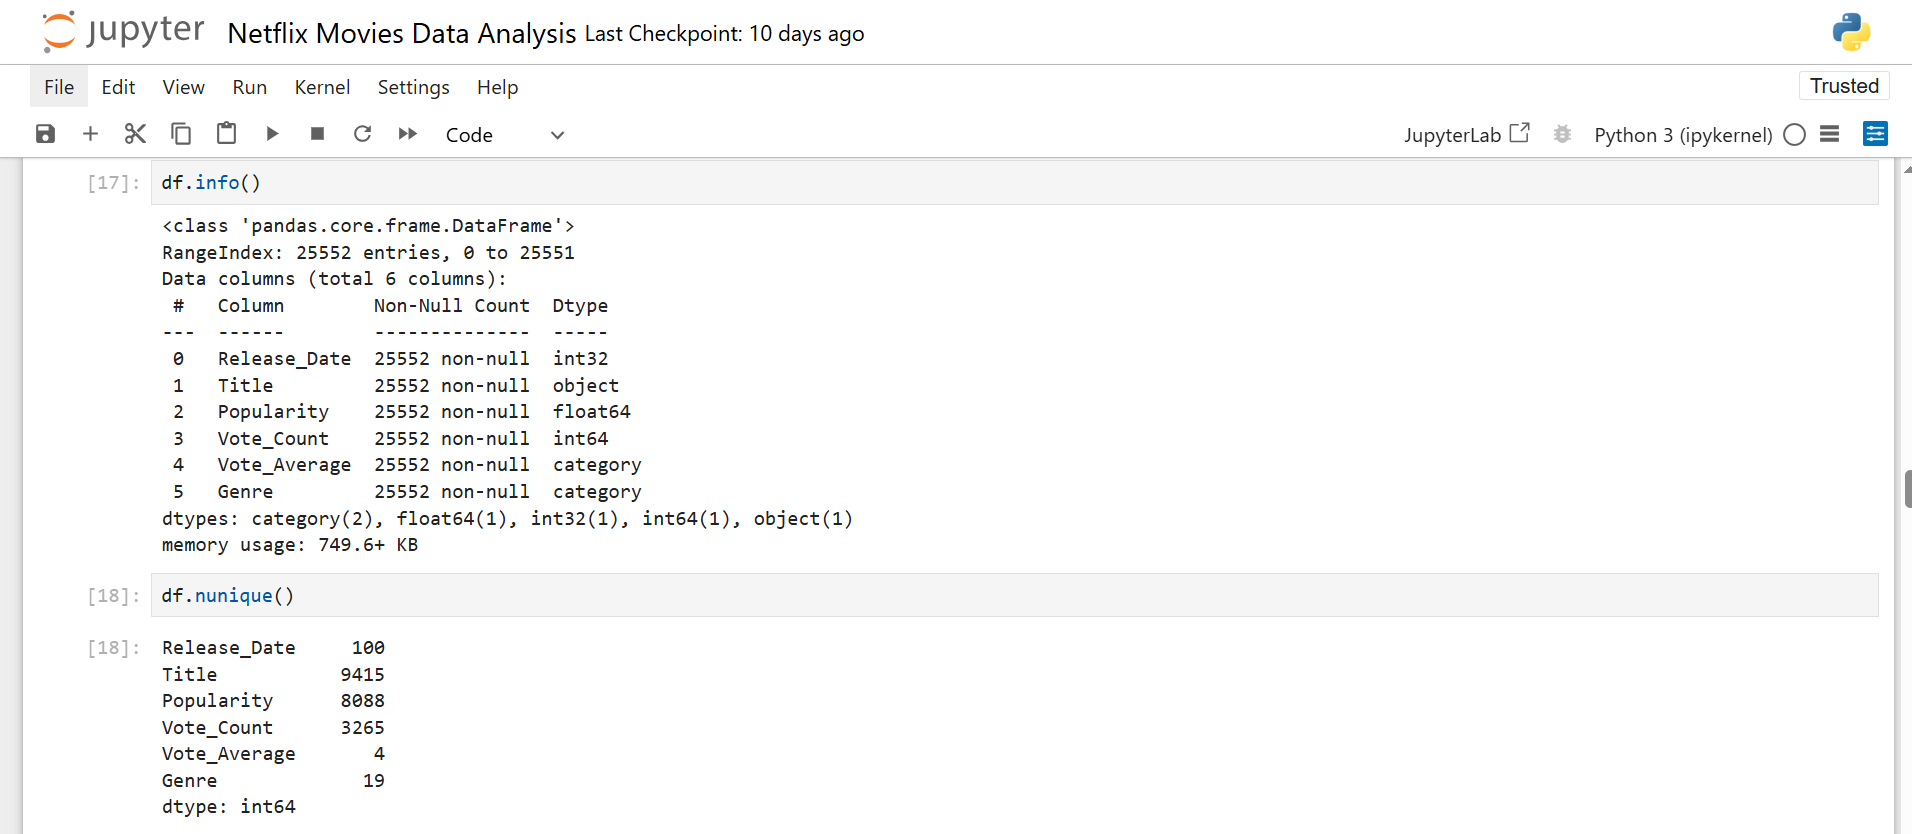 jupyter Netflix Movies Data Analysis Last Checkpoint: 10 days ago
File Edit View Run Kernel Settings Help Trusted
Code JupyterLab Python 3 (ipykernel)
[17]: df.info()
<class 'pandas.core.frame.DataFrame'>
RangeIndex: 25552 entries, 0 to 25551
Data columns (total 6 columns):
 #   Column        Non-Null Count  Dtype
---  ------        --------------  -----
 0   Release_Date  25552 non-null  int32
 1   Title         25552 non-null  object
 2   Popularity    25552 non-null  float64
 3   Vote_Count    25552 non-null  int64
 4   Vote_Average  25552 non-null  category
 5   Genre         25552 non-null  category
dtypes: category(2), float64(1), int32(1), int64(1), object(1)
memory usage: 749.6+ KB
[18]: df.nunique()
[18]: Release_Date     100
Title           9415
Popularity      8088
Vote_Count      3265
Vote_Average       4
Genre             19
dtype: int64